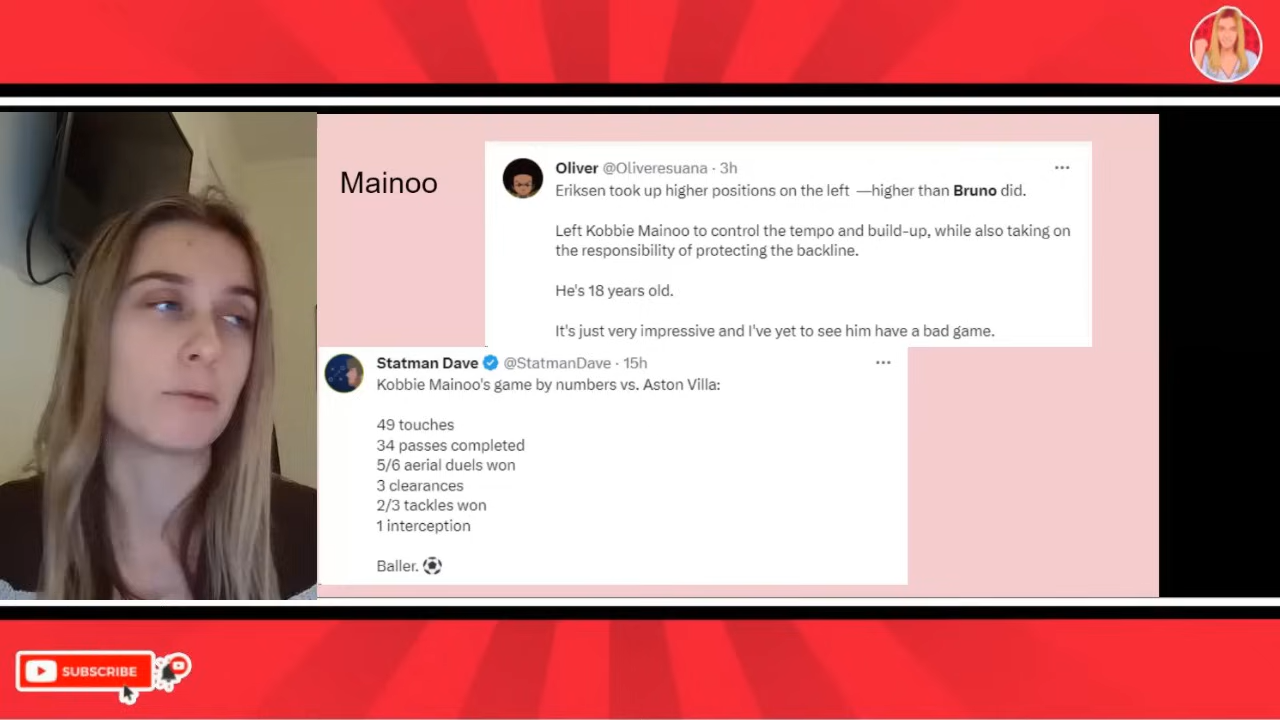 Mainoo
Oliver @Oliveresuana · 3h
Eriksen took up higher positions on the left —higher than Bruno did.
Left Kobbie Mainoo to control the tempo and build-up, while also taking on
the responsibility of protecting the backline.
He's 18 years old.
It's just very impressive and I've yet to see him have a bad game.
Statman Dave @StatmanDave · 15h
Kobbie Mainoo's game by numbers vs. Aston Villa:
49 touches
34 passes completed
5/6 aerial duels won
3 clearances
2/3 tackles won
1 interception
Baller. ⚽
SUBSCRIBE